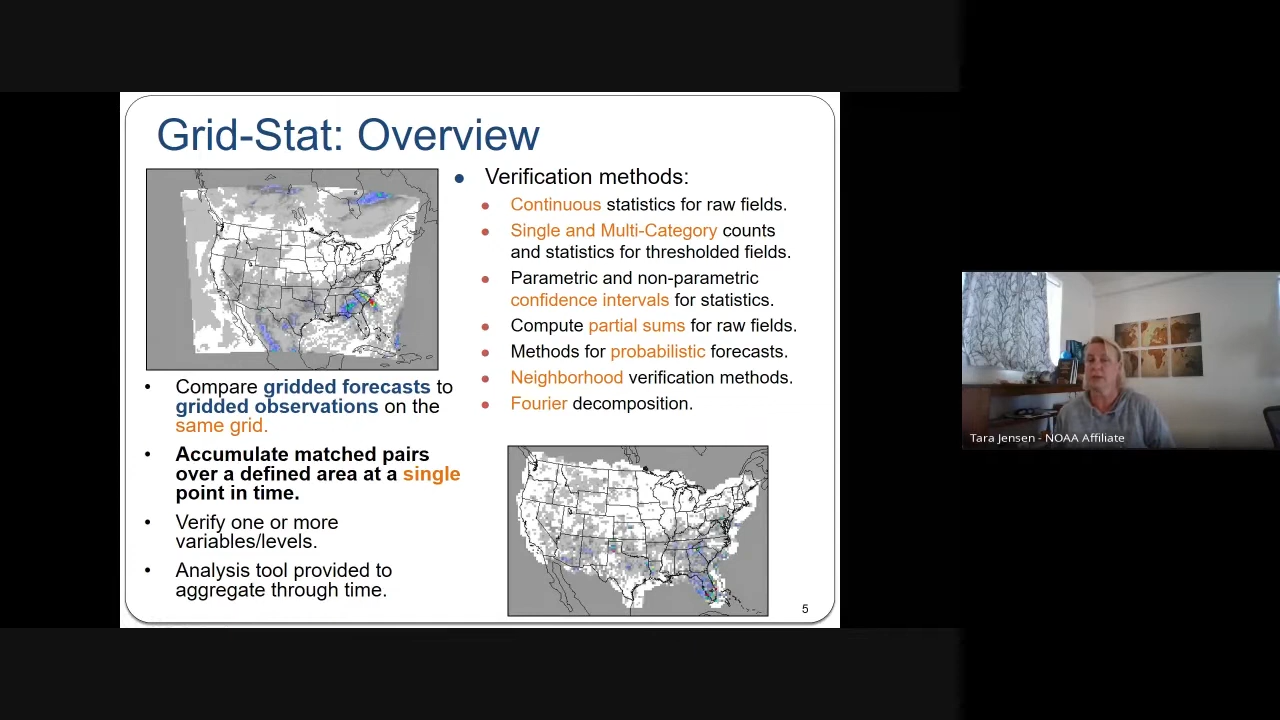 Grid-Stat: Overview
• Compare gridded forecasts to
gridded observations on the
same grid.
• Accumulate matched pairs
over a defined area at a single
point in time.
• Verify one or more
variables/levels.
• Analysis tool provided to
aggregate through time.
• Verification methods:
• Continuous statistics for raw fields.
• Single and Multi-Category counts
and statistics for thresholded fields.
• Parametric and non-parametric
confidence intervals for statistics.
• Compute partial sums for raw fields.
• Methods for probabilistic forecasts.
• Neighborhood verification methods.
• Fourier decomposition.
5
Tara Jensen - NOAA Affiliate